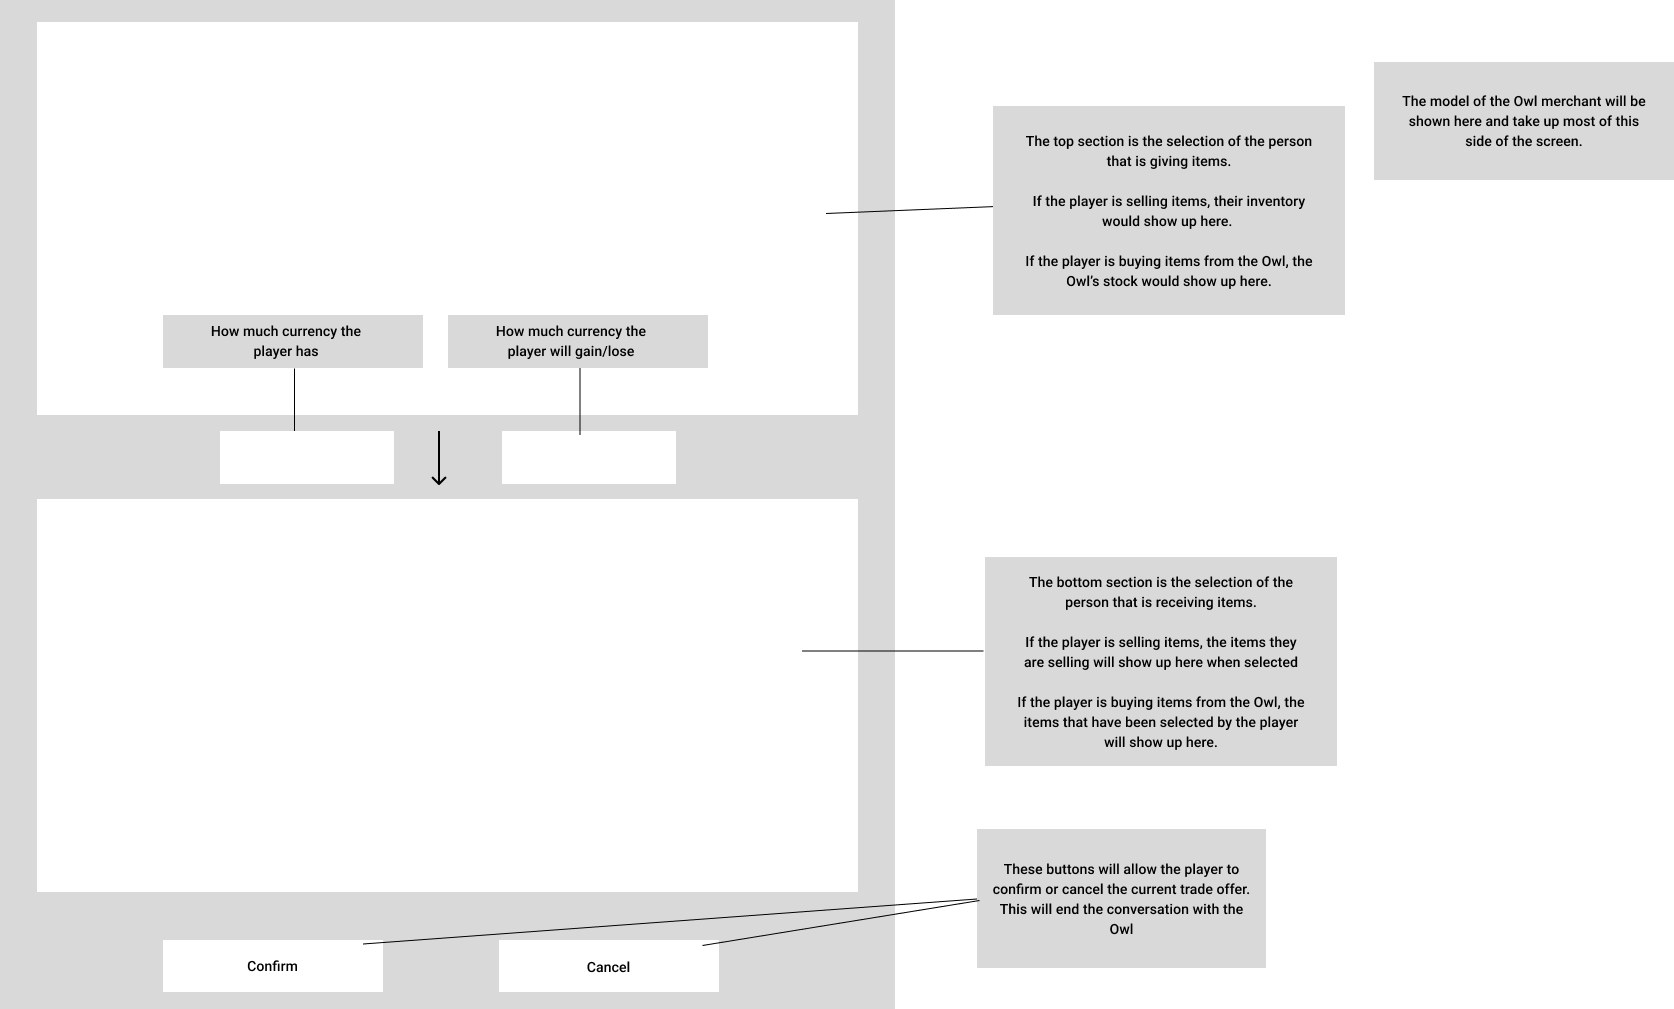 The model of the Owl merchant will be
shown here and take up most of this
side of the screen.
The top section is the selection of the person
that is giving items.
If the player is selling items, their inventory
would show up here.
If the player is buying items from the Owl, the
Owl's stock would show up here.
How much currency the
player has
How much currency the
player will gain/lose
The bottom section is the selection of the
person that is receiving items.
If the player is selling items, the items they
are selling will show up here when selected
If the player is buying items from the Owl, the
items that have been selected by the player
will show up here.
These buttons will allow the player to
confirm or cancel the current trade offer.
This will end the conversation with the
Owl
Confirm
Cancel